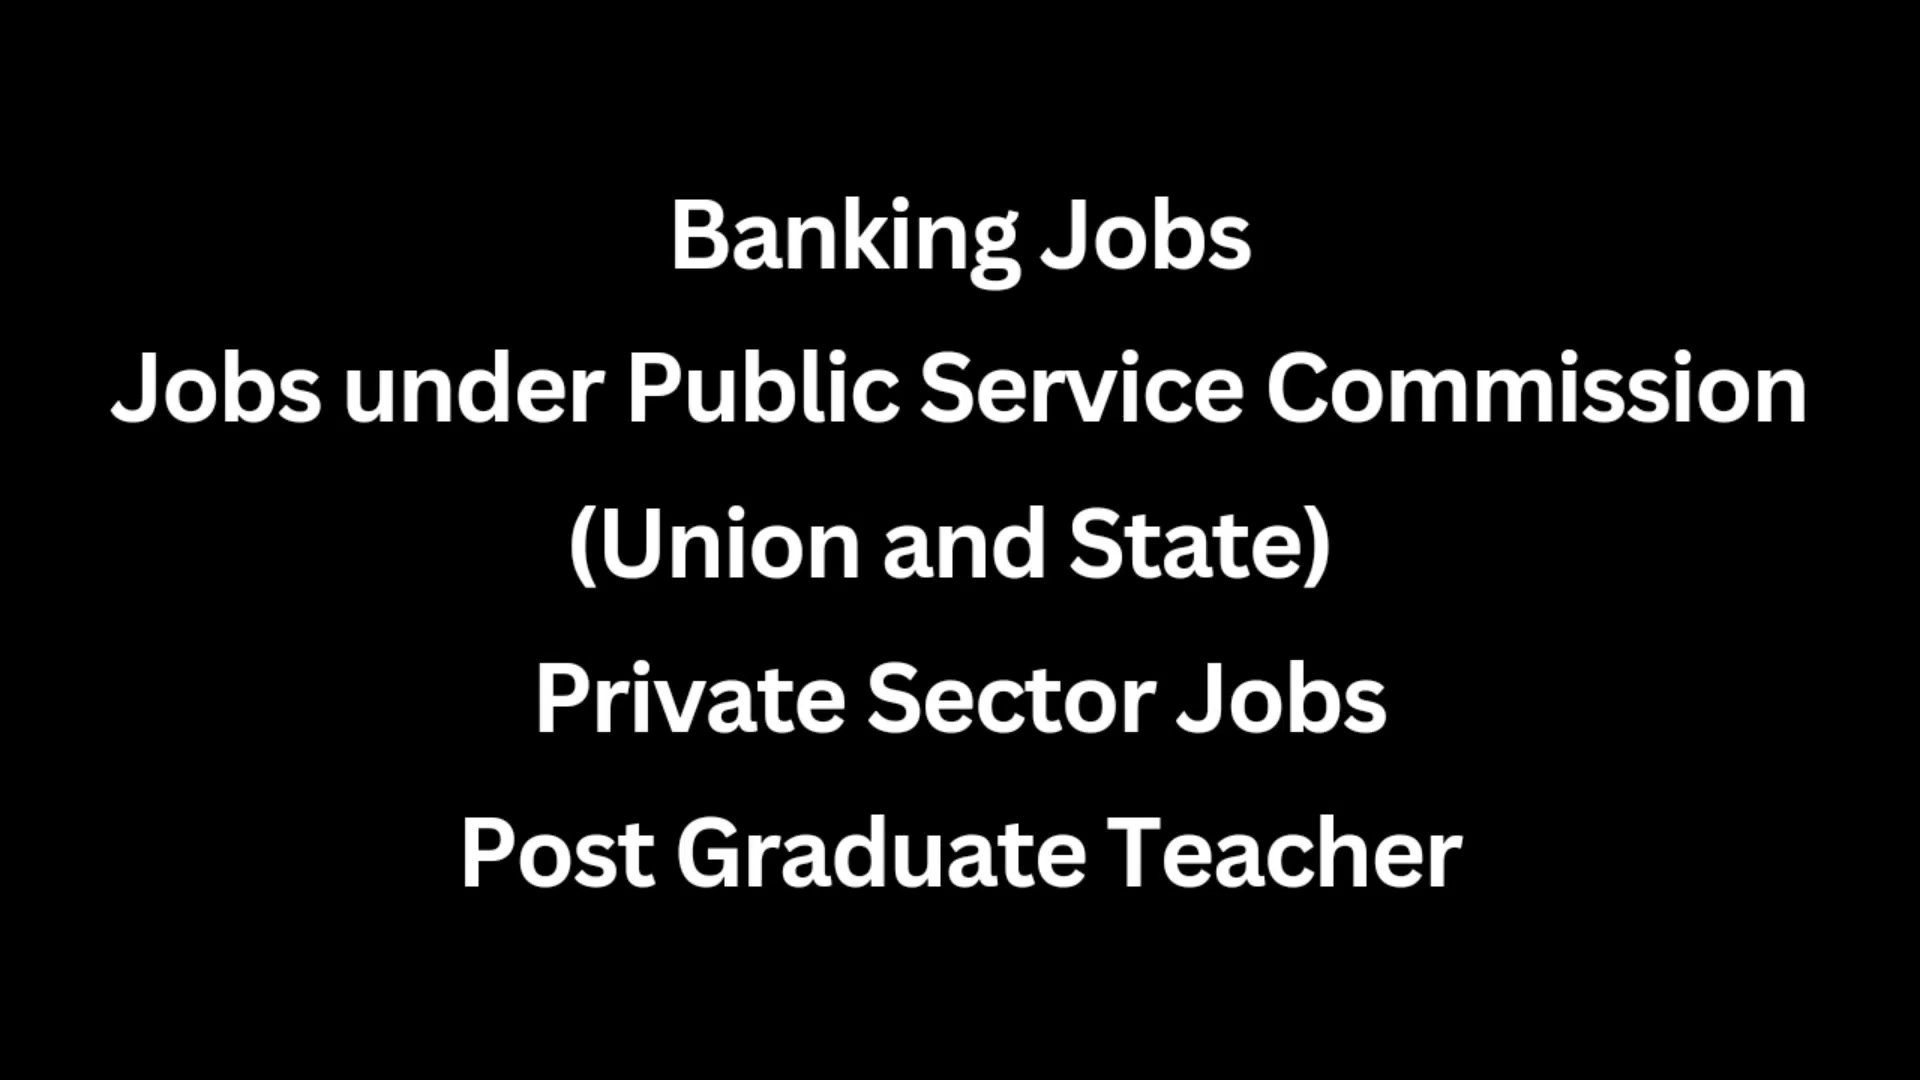 Banking Jobs
Jobs under Public Service Commission
(Union and State)
Private Sector Jobs
Post Graduate Teacher